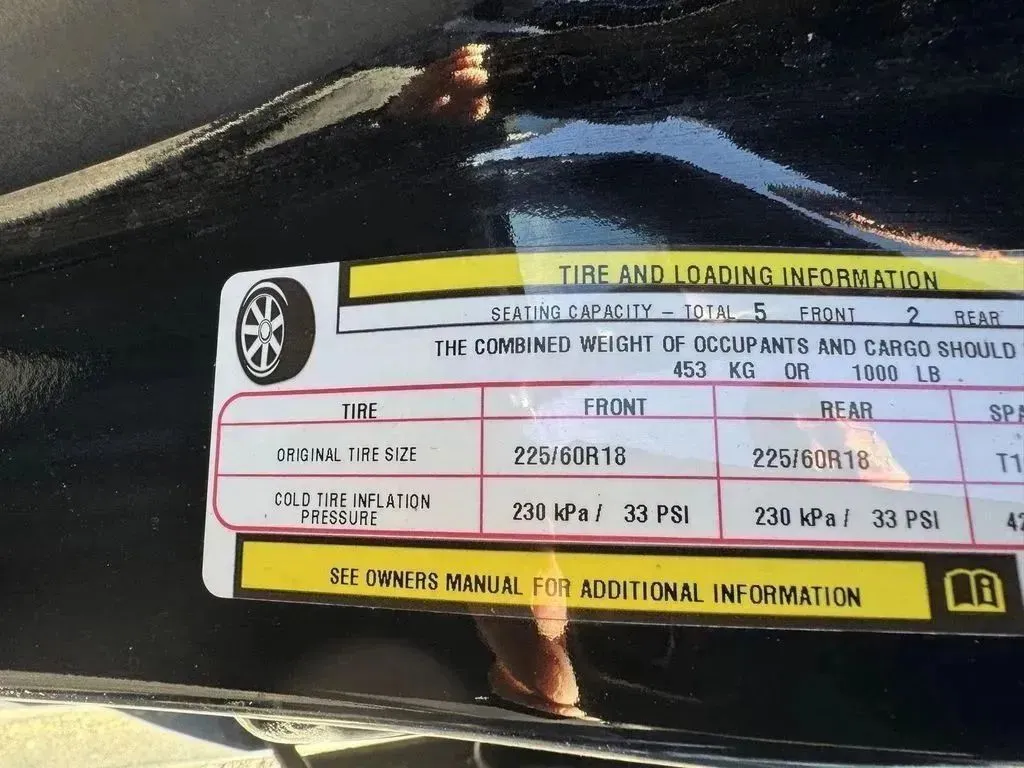 TIRE AND LOADING INFORMATION
SEATING CAPACITY – TOTAL 5 FRONT 2 REAR
THE COMBINED WEIGHT OF OCCUPANTS AND CARGO SHOULD
453 KG OR 1000 LB
TIRE FRONT REAR
ORIGINAL TIRE SIZE 225/60R18 225/60R18
COLD TIRE INFLATION PRESSURE 230 kPa / 33 PSI 230 kPa / 33 PSI
SEE OWNERS MANUAL FOR ADDITIONAL INFORMATION